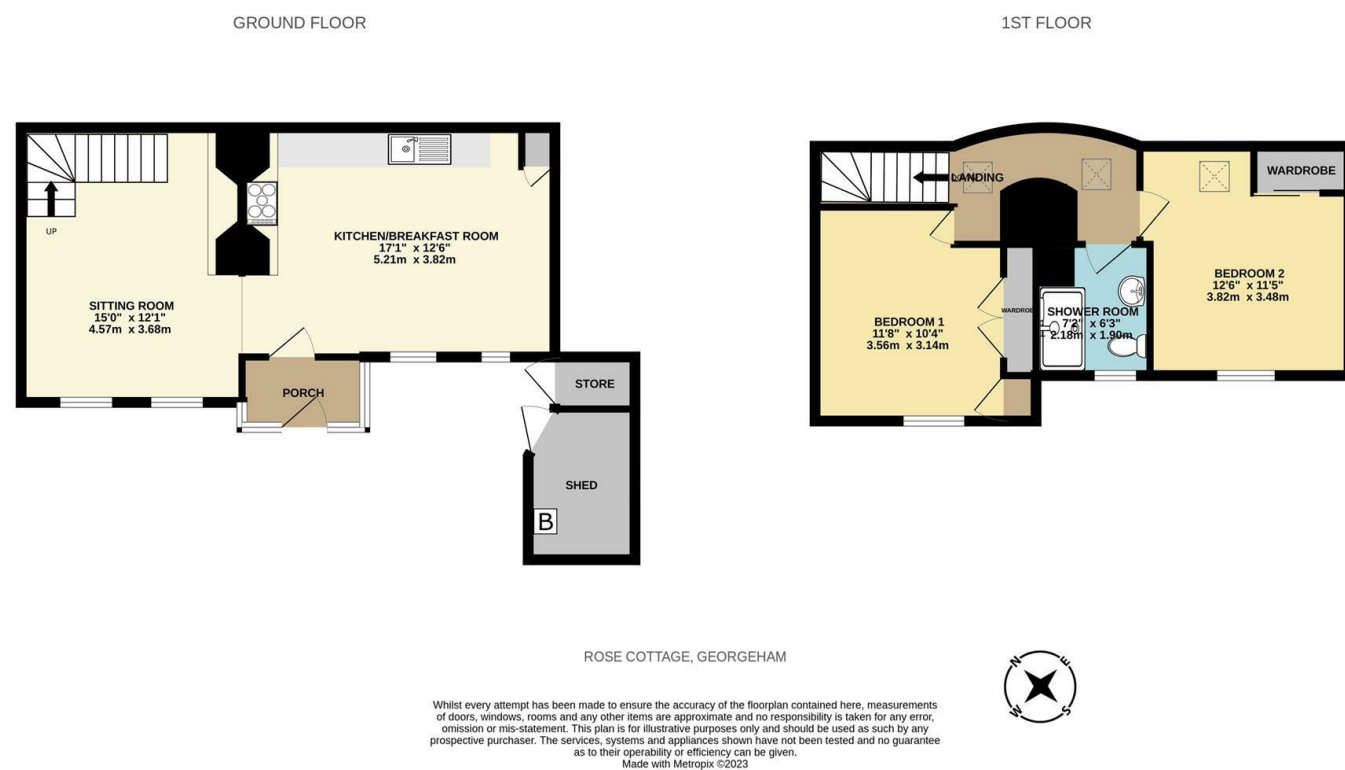 GROUND FLOOR
1ST FLOOR
UP
SITTING ROOM
15'0" x 12'1"
4.57m x 3.68m
KITCHEN/BREAKFAST ROOM
17'1" x 12'6"
5.21m x 3.82m
PORCH
STORE
SHED
B
LANDING
WARDROBE
BEDROOM 1
11'8" x 10'4"
3.56m x 3.14m
WARDROBE
SHOWER ROOM
7'2" x 6'3"
2.18m x 1.90m
BEDROOM 2
12'6" x 11'5"
3.82m x 3.48m
ROSE COTTAGE, GEORGEHAM
N
E
W
S
Whilst every attempt has been made to ensure the accuracy of the floorplan contained here, measurements
of doors, windows, rooms and any other items are approximate and no responsibility is taken for any error,
omission or mis-statement. This plan is for illustrative purposes only and should be used as such by any
prospective purchaser. The services, systems and appliances shown have not been tested and no guarantee
as to their operability or efficiency can be given.
Made with Metropix ©2023